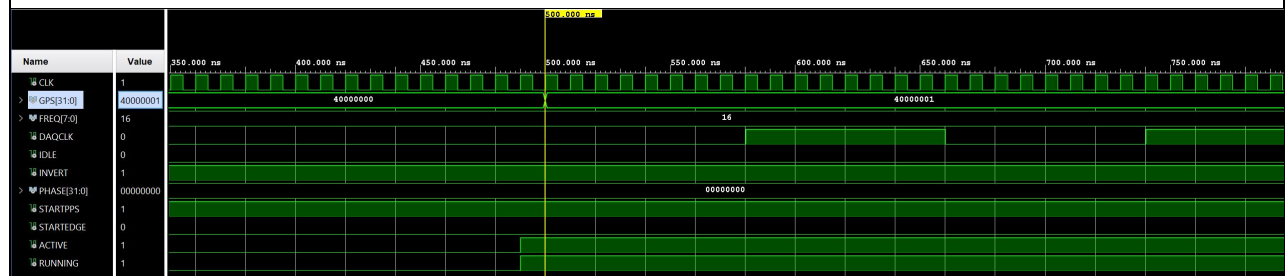 500.000 ns
Name Value 350.000 ns 400.000 ns 450.000 ns 500.000 ns 550.000 ns 600.000 ns 650.000 ns 700.000 ns 750.000 ns
CLK 1
GPS[31:0] 40000001 40000000 40000001
FREQ[7:0] 16 16
DAQCLK 0
IDLE 0
INVERT 1
PHASE[31:0] 00000000 00000000
STARTPPS 1
STARTEDGE 0
ACTIVE 1
RUNNING 1